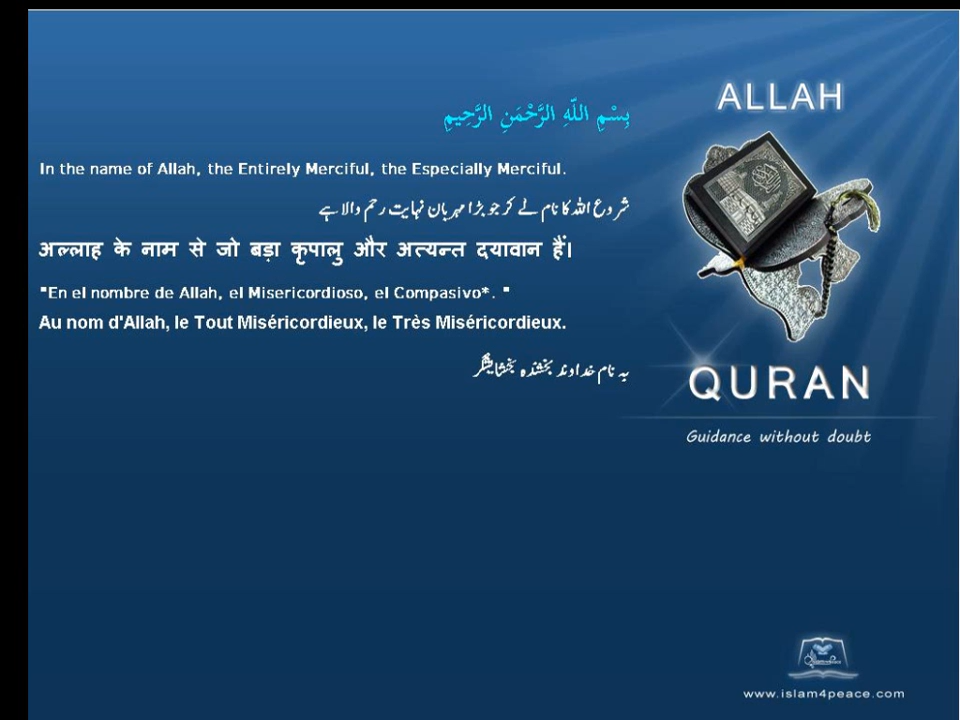 بِسْمِ اللَّهِ الرَّحْمَنِ الرَّحِيمِ
In the name of Allah, the Entirely Merciful, the Especially Merciful.
شروع الله کا نام لے کر جو بڑا مہربان نہایت رحم والا ہے
अल्लाह के नाम से जो बड़ा कृपालु और अत्यन्त दयावान हैं।
"En el nombre de Allah, el Misericordioso, el Compasivo*. "
Au nom d'Allah, le Tout Miséricordieux, le Très Miséricordieux.
به نام خداوند بخشنده بخشایشگر
ALLAH
QURAN
Guidance without doubt
www.islam4peace.com